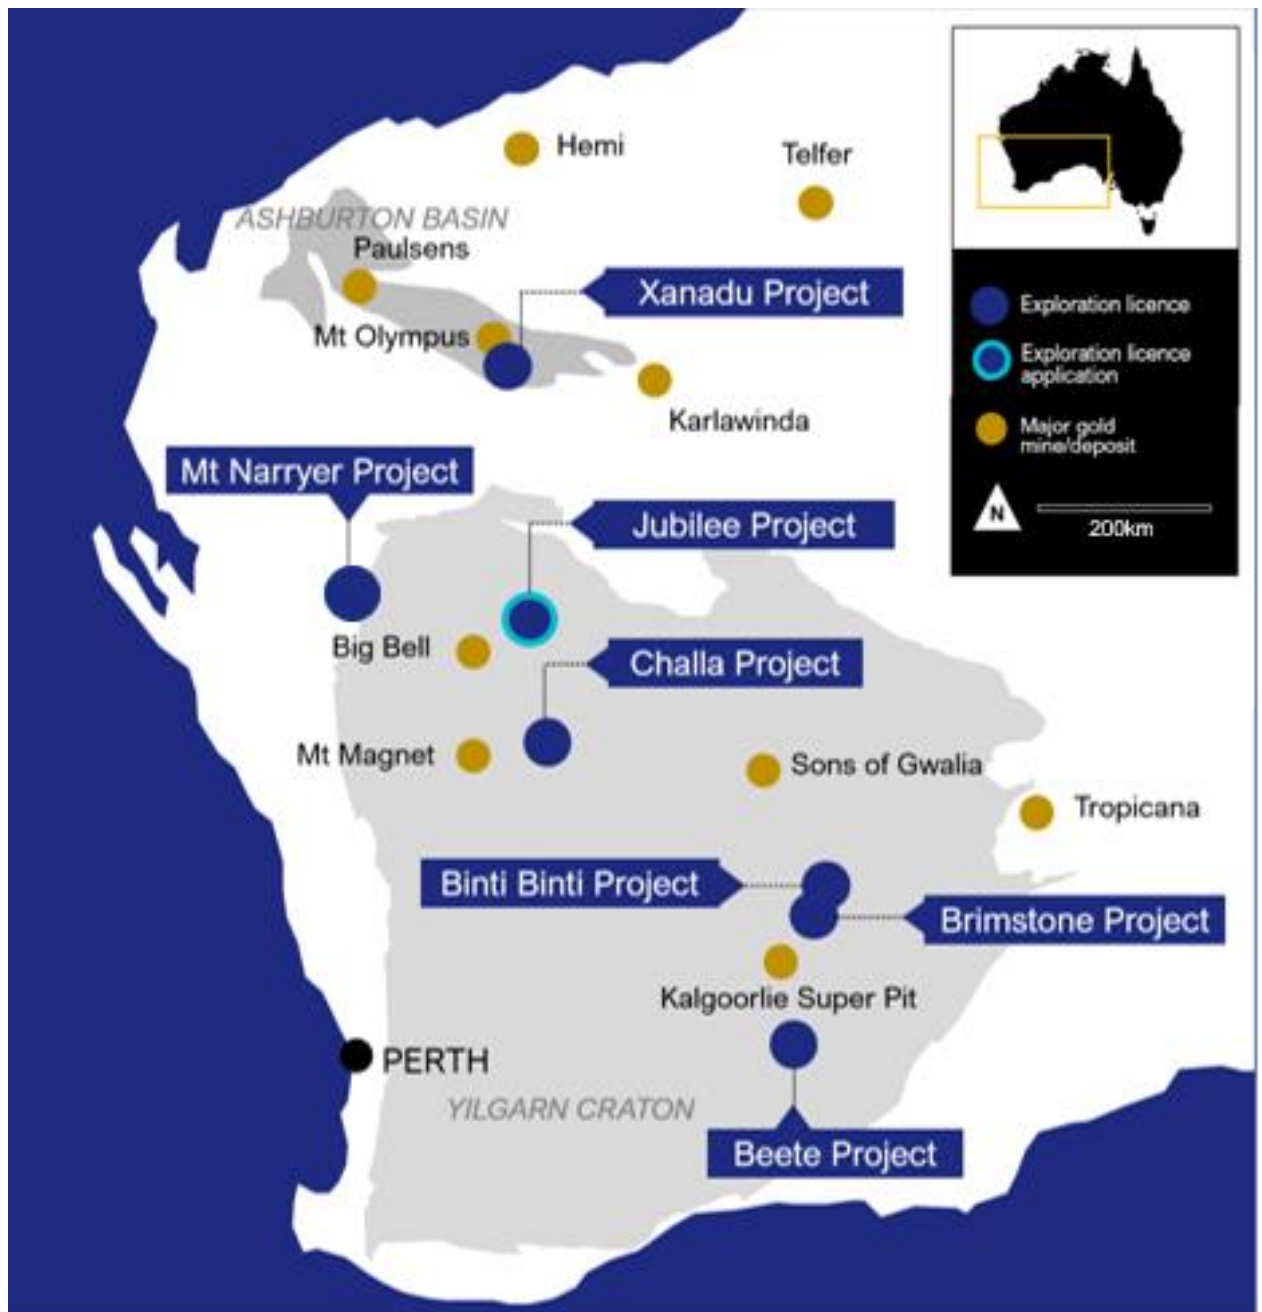 Hemi
Telfer
ASHBURTON BASIN
Paulsens
Xanadu Project
Mt Olympus
Karlawinda
Exploration licence
Exploration licence
application
Major gold
mine/deposit
N
200km
Mt Narryer Project
Jubilee Project
Big Bell
Challa Project
Mt Magnet
Sons of Gwalia
Tropicana
Binti Binti Project
Brimstone Project
Kalgoorlie Super Pit
PERTH
YILGARN CRATON
Beete Project